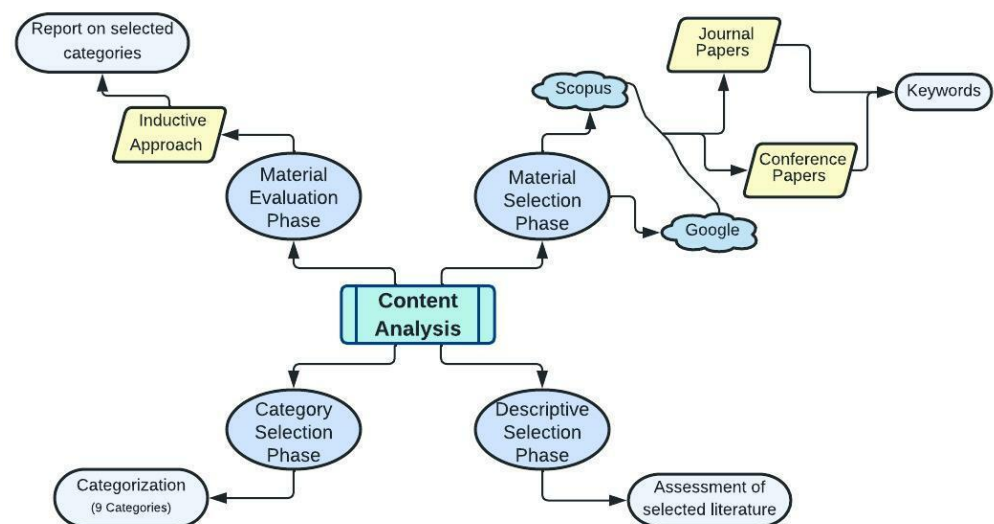 Report on selected
categories
Inductive
Approach
Material
Evaluation
Phase
Scopus
Journal
Papers
Keywords
Conference
Papers
Material
Selection
Phase
Google
Content
Analysis
Category
Selection
Phase
Descriptive
Selection
Phase
Categorization
(9 Categories)
Assessment of
selected literature